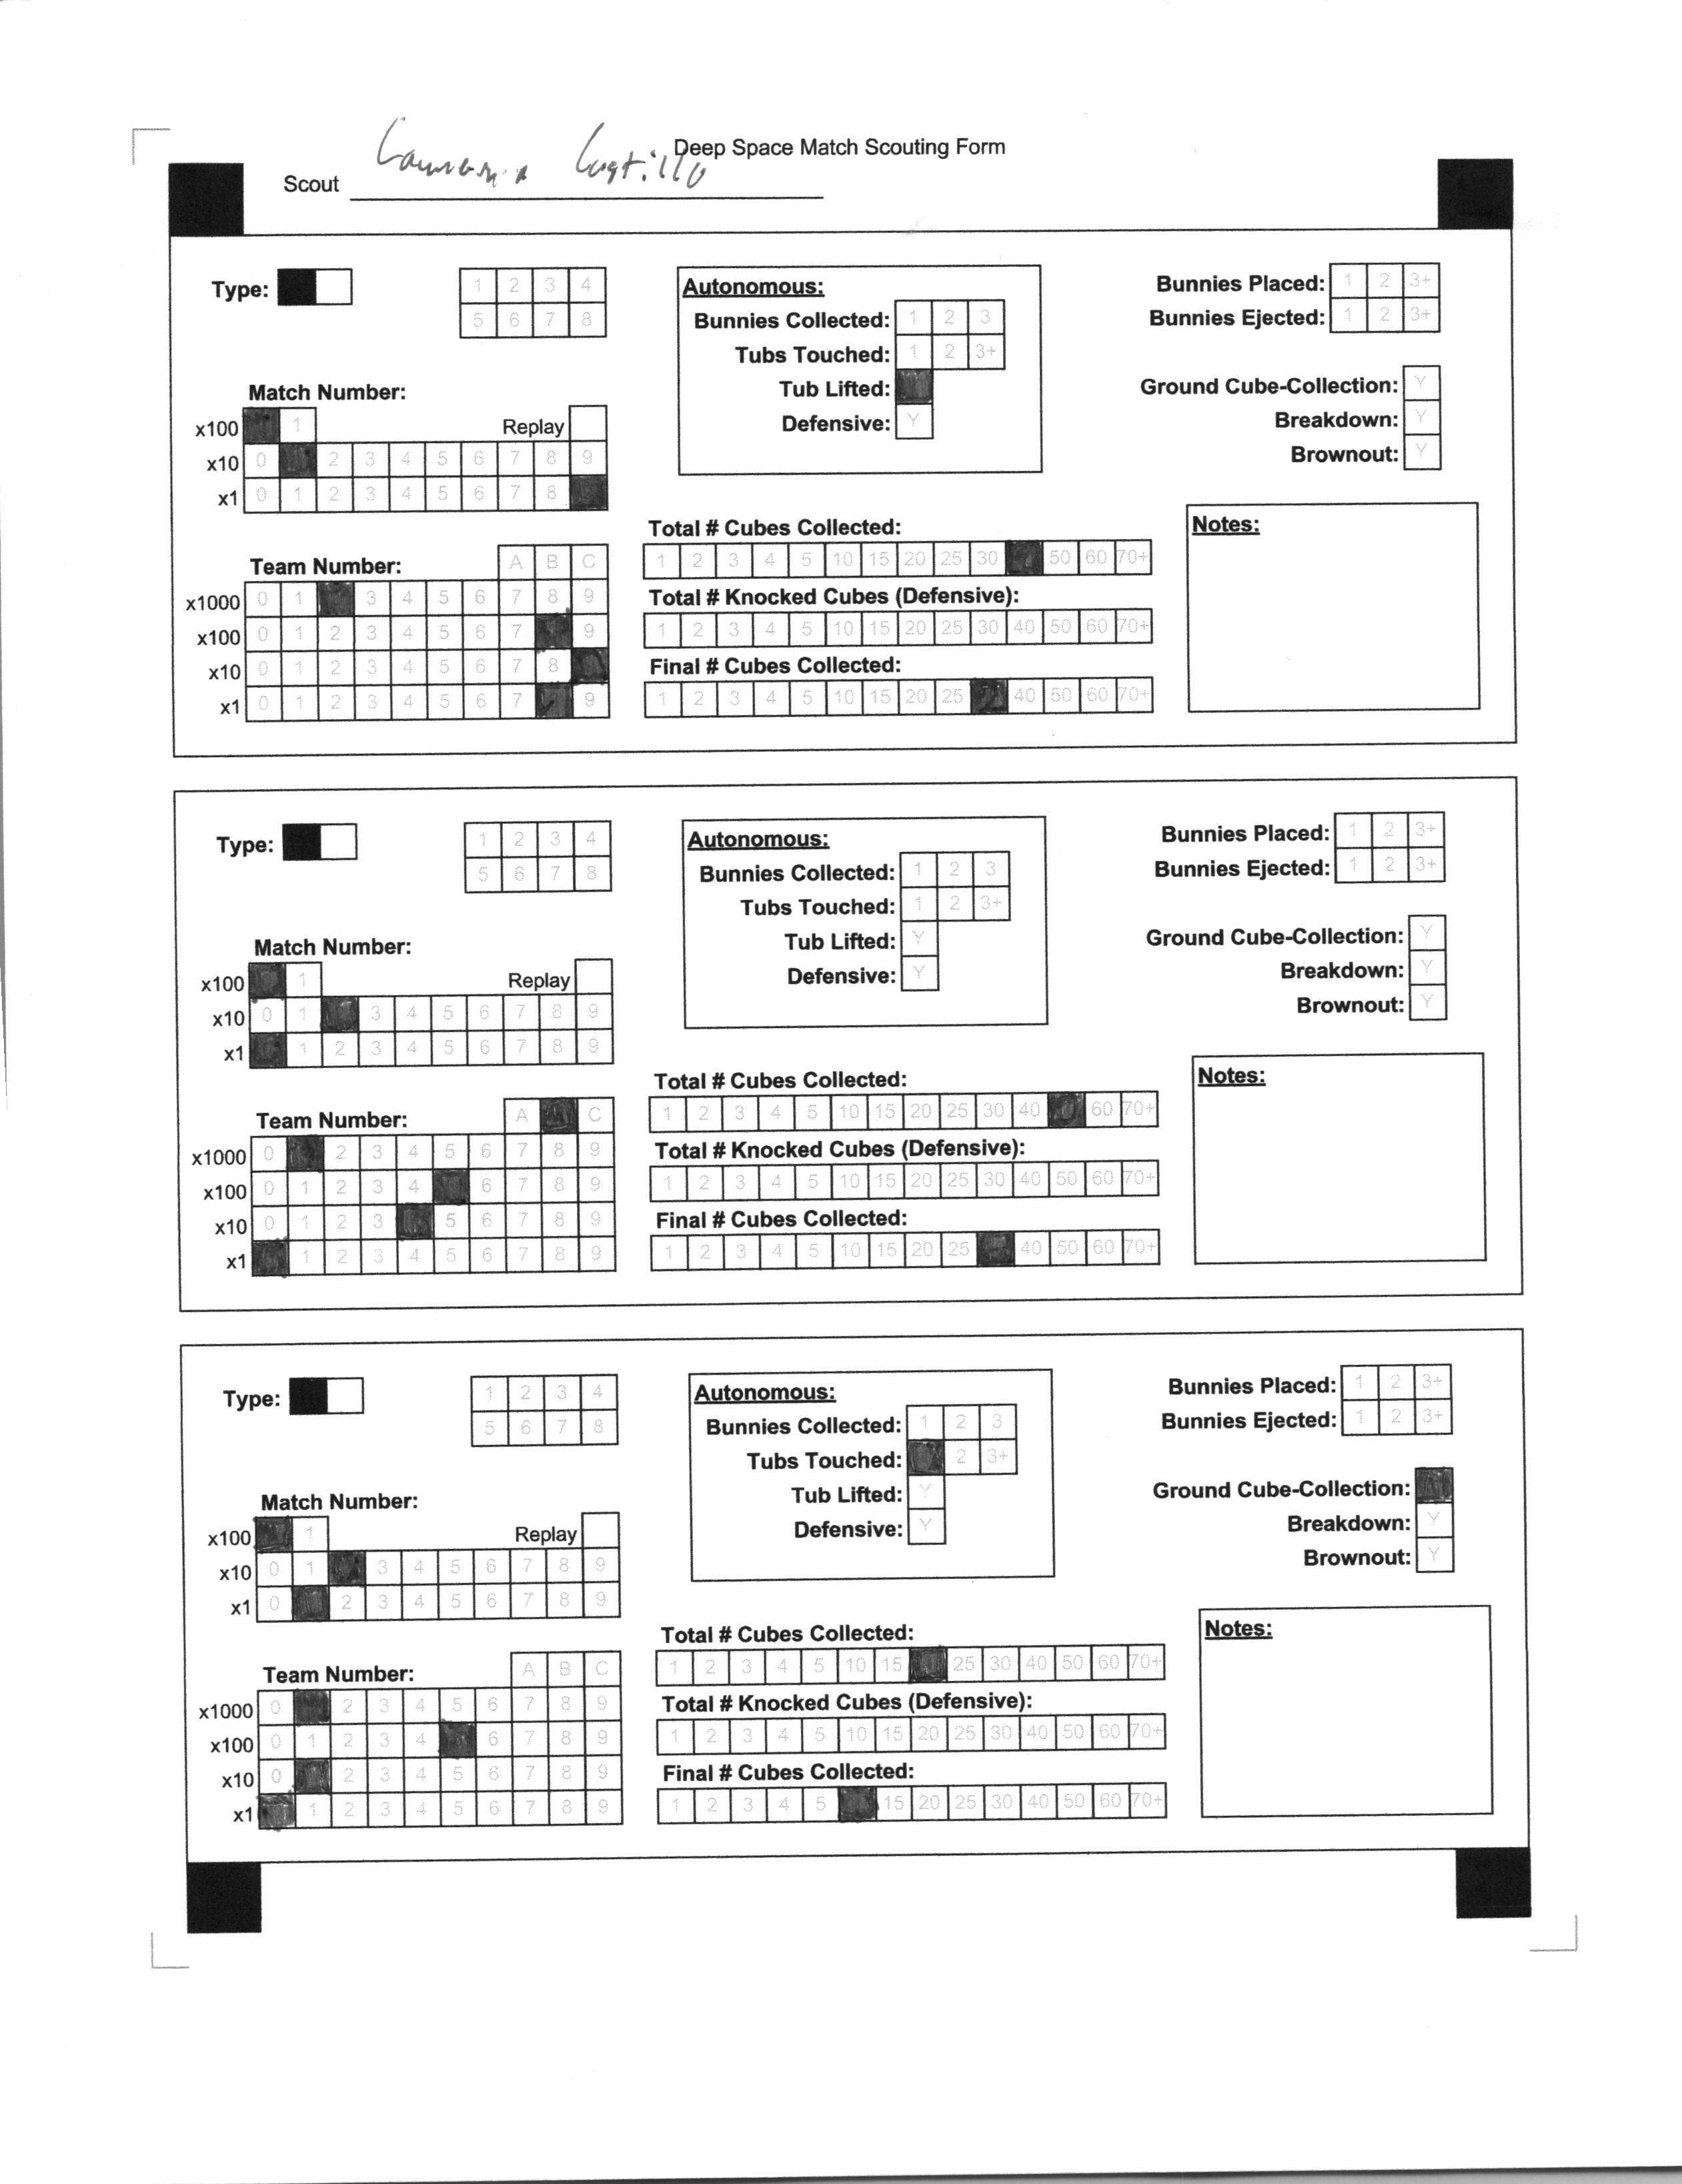 Deep Space Match Scouting Form
Scout
Type:
1 2 3 4
5 6 7 8
Match Number:
x100 1
Replay
x10 0 2 3 4 5 6 7 8 9
x1 0 1 2 3 4 5 6 7 8
Team Number: A B C
x1000 0 1 3 4 5 6 7 8 9
x100 0 1 2 3 4 5 6 7 9
x10 0 1 2 3 4 5 6 7 8
x1 0 1 2 3 4 5 6 7 9
Autonomous:
Bunnies Collected: 1 2 3
Tubs Touched: 1 2 3+
Tub Lifted:
Defensive: Y
Total # Cubes Collected:
1 2 3 4 5 10 15 20 25 30 50 60 70+
Total # Knocked Cubes (Defensive):
1 2 3 4 5 10 15 20 25 30 40 50 60 70+
Final # Cubes Collected:
1 2 3 4 5 10 15 20 25 40 50 60 70+
Bunnies Placed: 1 2 3+
Bunnies Ejected: 1 2 3+
Ground Cube-Collection: Y
Breakdown: Y
Brownout: Y
Notes:
Type:
1 2 3 4
5 6 7 8
Match Number:
x100 1
Replay
x10 0 1 3 4 5 6 7 8 9
x1 1 2 3 4 5 6 7 8 9
Team Number: A C
x1000 0 2 3 4 5 6 7 8 9
x100 0 1 2 3 4 6 7 8 9
x10 0 1 2 3 5 6 7 8 9
x1 1 2 3 4 5 6 7 8 9
Autonomous:
Bunnies Collected: 1 2 3
Tubs Touched: 1 2 3+
Tub Lifted: Y
Defensive: Y
Total # Cubes Collected:
1 2 3 4 5 10 15 20 25 30 40 60 70+
Total # Knocked Cubes (Defensive):
1 2 3 4 5 10 15 20 25 30 40 50 60 70+
Final # Cubes Collected:
1 2 3 4 5 10 15 20 25 40 50 60 70+
Bunnies Placed: 1 2 3+
Bunnies Ejected: 1 2 3+
Ground Cube-Collection: Y
Breakdown: Y
Brownout: Y
Notes:
Type:
1 2 3 4
5 6 7 8
Match Number:
x100 1
Replay
x10 0 1 3 4 5 6 7 8 9
x1 0 2 3 4 5 6 7 8 9
Team Number: A B C
x1000 0 2 3 4 5 6 7 8 9
x100 0 1 2 3 4 6 7 8 9
x10 0 2 3 4 5 6 7 8 9
x1 1 2 3 4 5 6 7 8 9
Autonomous:
Bunnies Collected: 1 2 3
Tubs Touched: 2 3+
Tub Lifted: Y
Defensive: Y
Total # Cubes Collected:
1 2 3 4 5 10 15 25 30 40 50 60 70+
Total # Knocked Cubes (Defensive):
1 2 3 4 5 10 15 20 25 30 40 50 60 70+
Final # Cubes Collected:
1 2 3 4 5 15 20 25 30 40 50 60 70+
Bunnies Placed: 1 2 3+
Bunnies Ejected: 1 2 3+
Ground Cube-Collection:
Breakdown: Y
Brownout: Y
Notes: